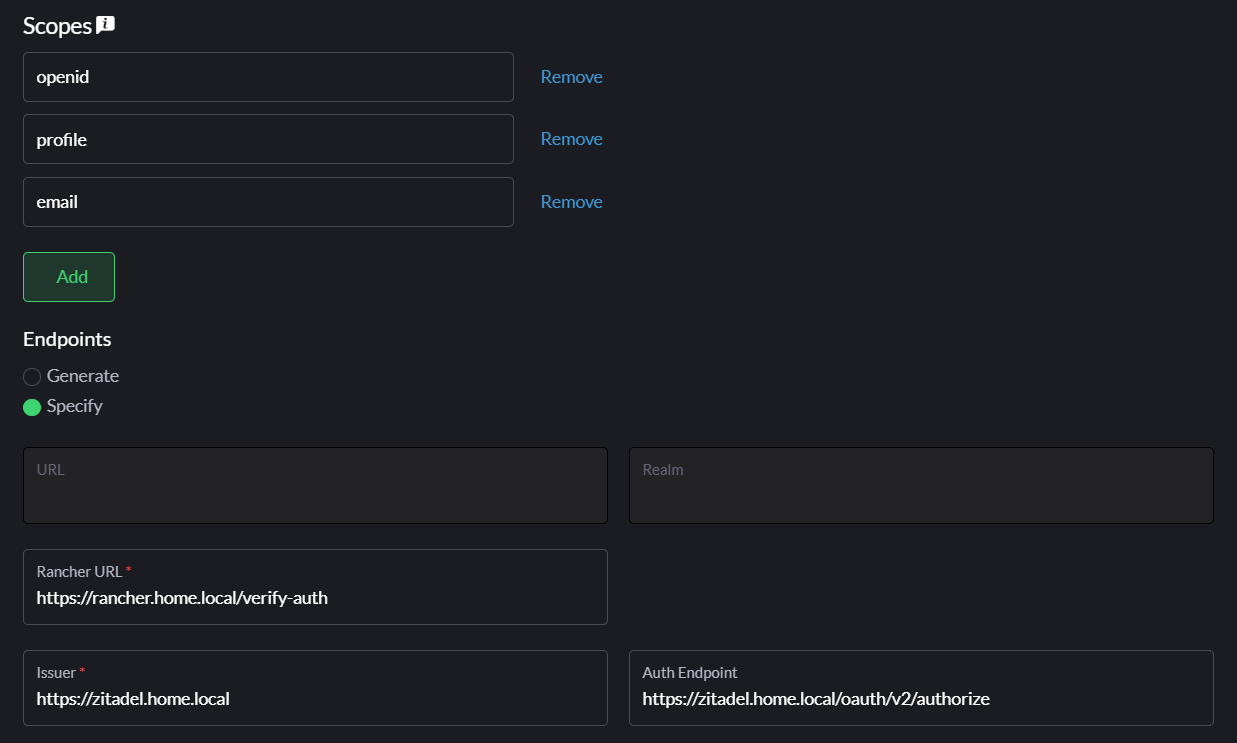 Scopes
openid
Remove
profile
Remove
email
Remove
Add
Endpoints
Generate
Specify
URL
Realm
Rancher URL *
https://rancher.home.local/verify-auth
Issuer *
https://zitadel.home.local
Auth Endpoint
https://zitadel.home.local/oauth/v2/authorize